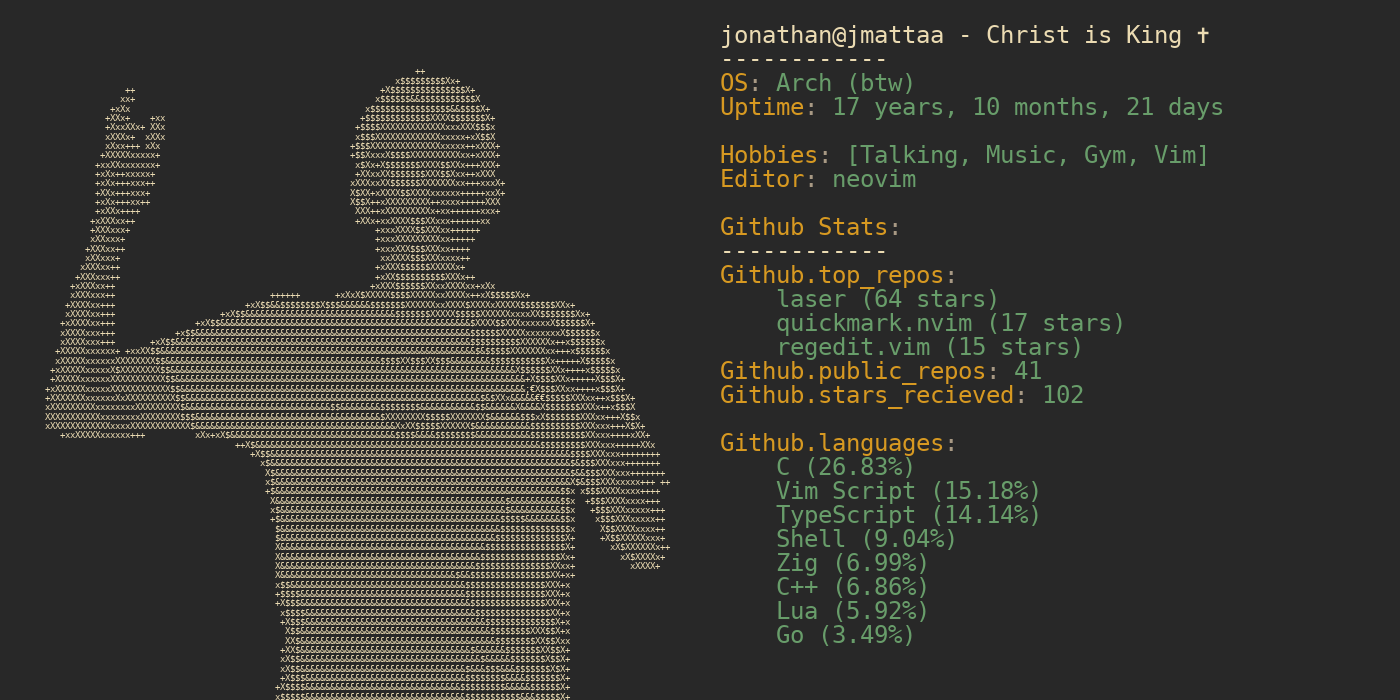 jonathan@jmattaa - Christ is King ✝
------------
OS: Arch (btw)
Uptime: 17 years, 10 months, 21 days
Hobbies: [Talking, Music, Gym, Vim]
Editor: neovim
Github Stats:
------------
Github.top_repos:
laser (64 stars)
quickmark.nvim (17 stars)
regedit.vim (15 stars)
Github.public_repos: 41
Github.stars_recieved: 102
Github.languages:
C (26.83%)
Vim Script (15.18%)
TypeScript (14.14%)
Shell (9.04%)
Zig (6.99%)
C++ (6.86%)
Lua (5.92%)
Go (3.49%)